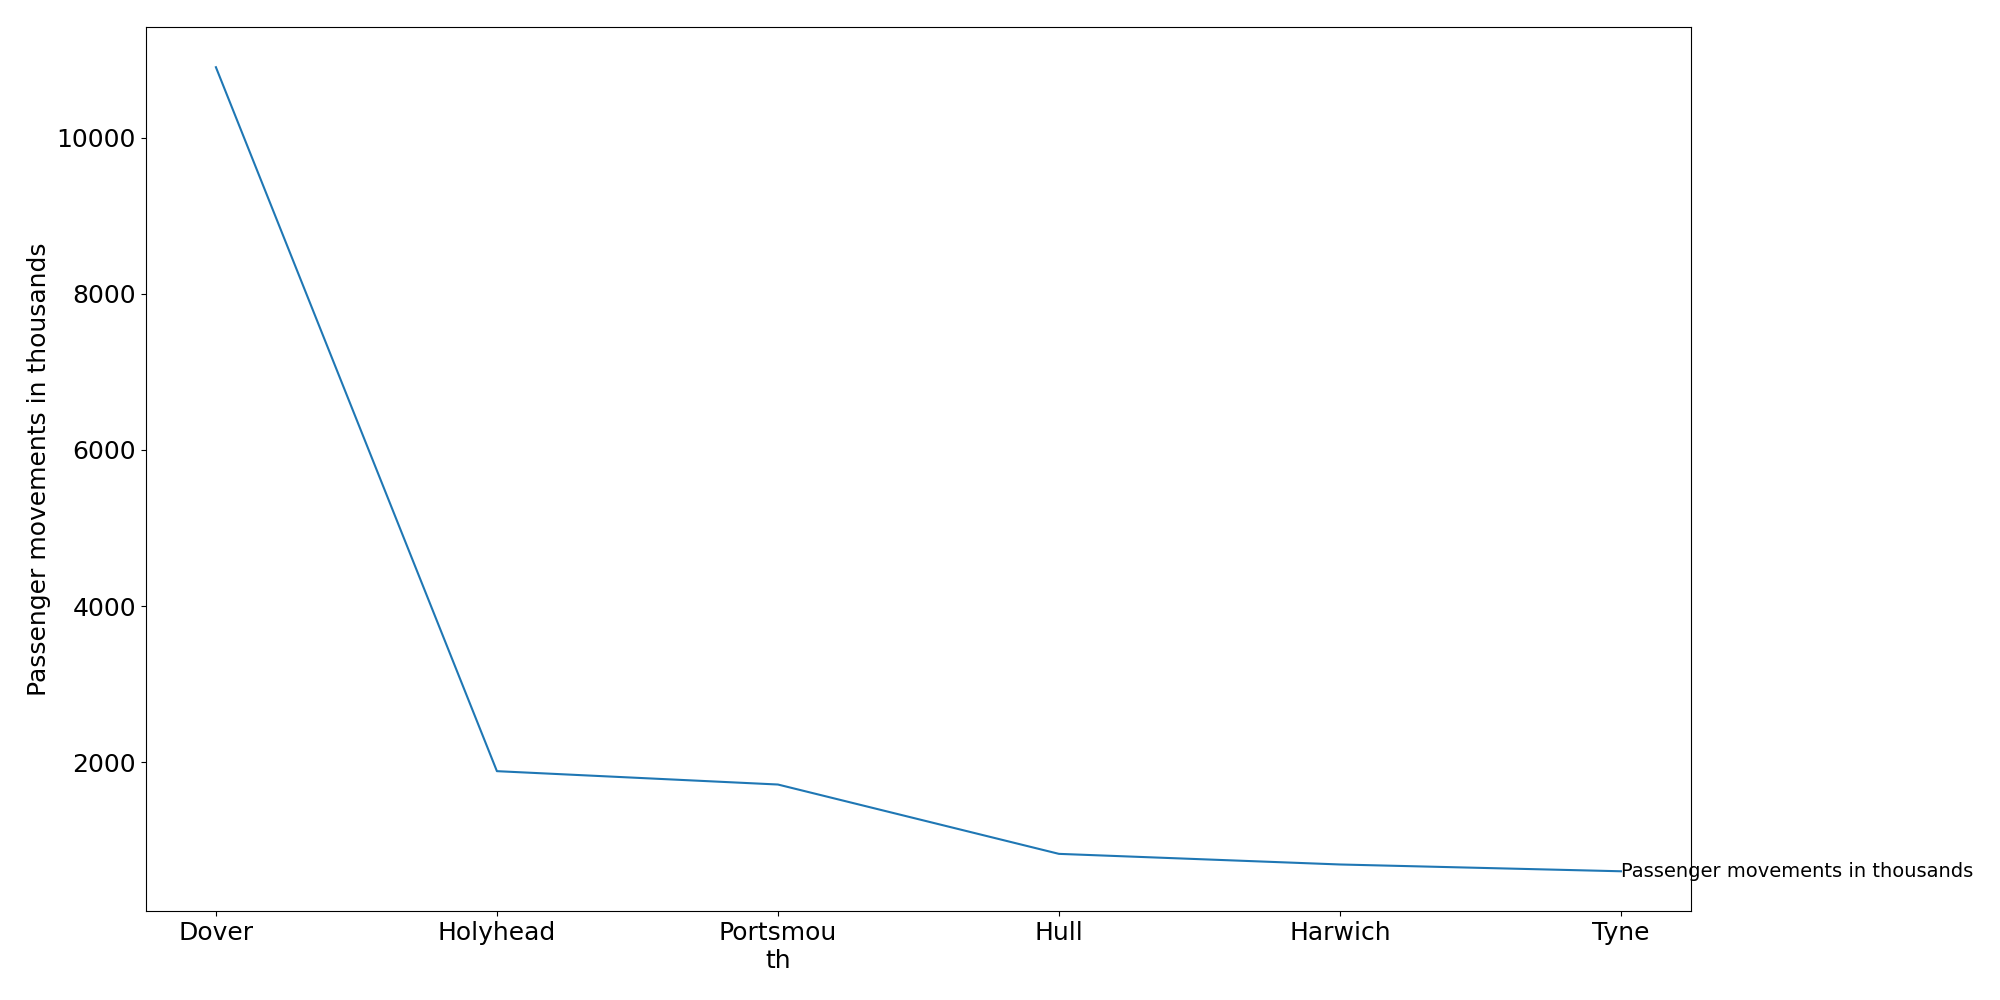 Passenger movements in thousands
10000
8000
6000
4000
2000
Passenger movements in thousands
Dover
Holyhead
Portsmou
th
Hull
Harwich
Tyne